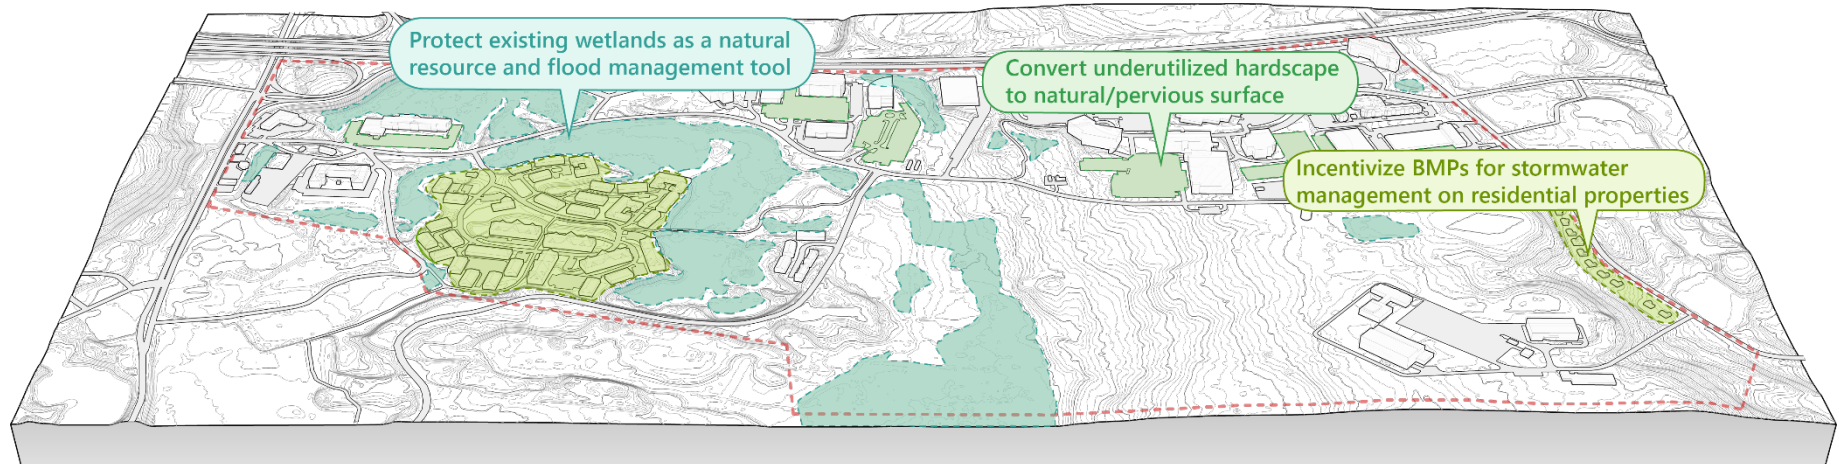 Protect existing wetlands as a natural
resource and flood management tool
Convert underutilized hardscape
to natural/pervious surface
Incentivize BMPs for stormwater
management on residential properties